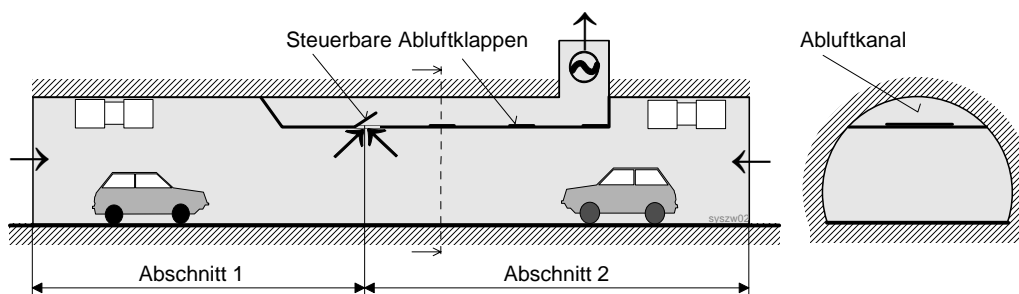 Steuerbare Abluftklappen
Abluftkanal
syszw02
Abschnitt 1
Abschnitt 2